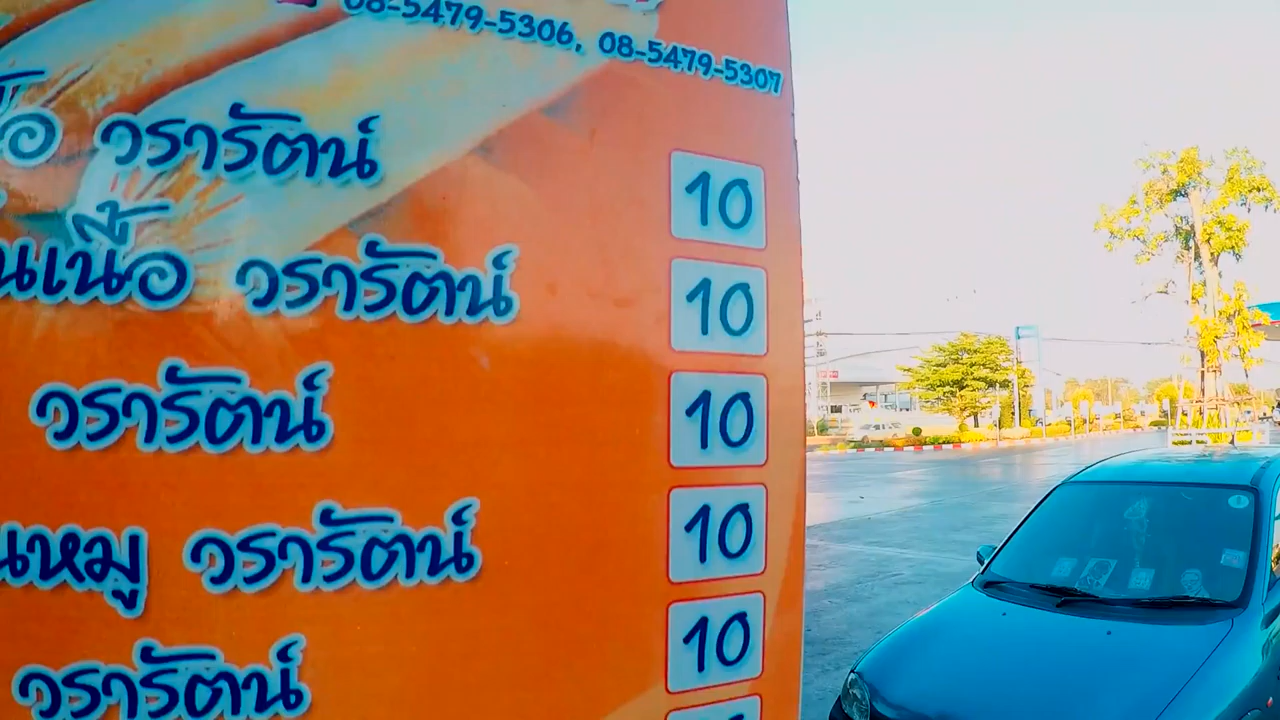 08-5479-5306, 08-5479-5307
วรารัตน์
10
นเนื้อ วรารัตน์
10
วรารัตน์
10
นหมู วรารัตน์
10
วรารัตน์
10